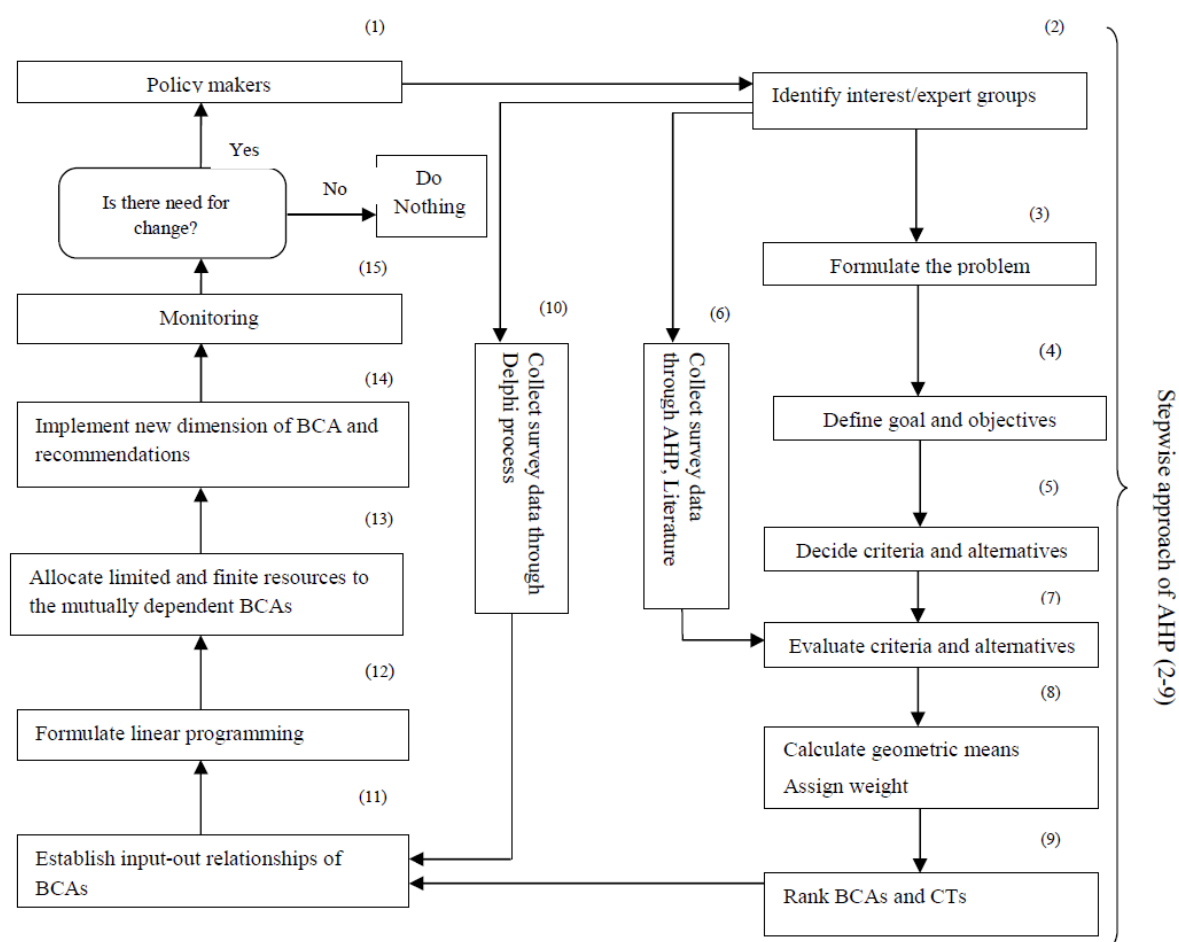 (1)
Policy makers
(2)
Identify interest/expert groups
Yes
Is there need for
change?
No
Do
Nothing
(3)
Formulate the problem
(15)
Monitoring
(10)
Collect survey data through
Delphi process
(6)
Collect survey data
through AHP, Literature
(4)
Define goal and objectives
(14)
Implement new dimension of BCA and
recommendations
(5)
Decide criteria and alternatives
(13)
Allocate limited and finite resources to
the mutually dependent BCAs
(7)
Evaluate criteria and alternatives
(12)
Formulate linear programming
(8)
Calculate geometric means
Assign weight
(11)
Establish input-out relationships of
BCAs
(9)
Rank BCAs and CTs
Stepwise approach of AHP (2-9)